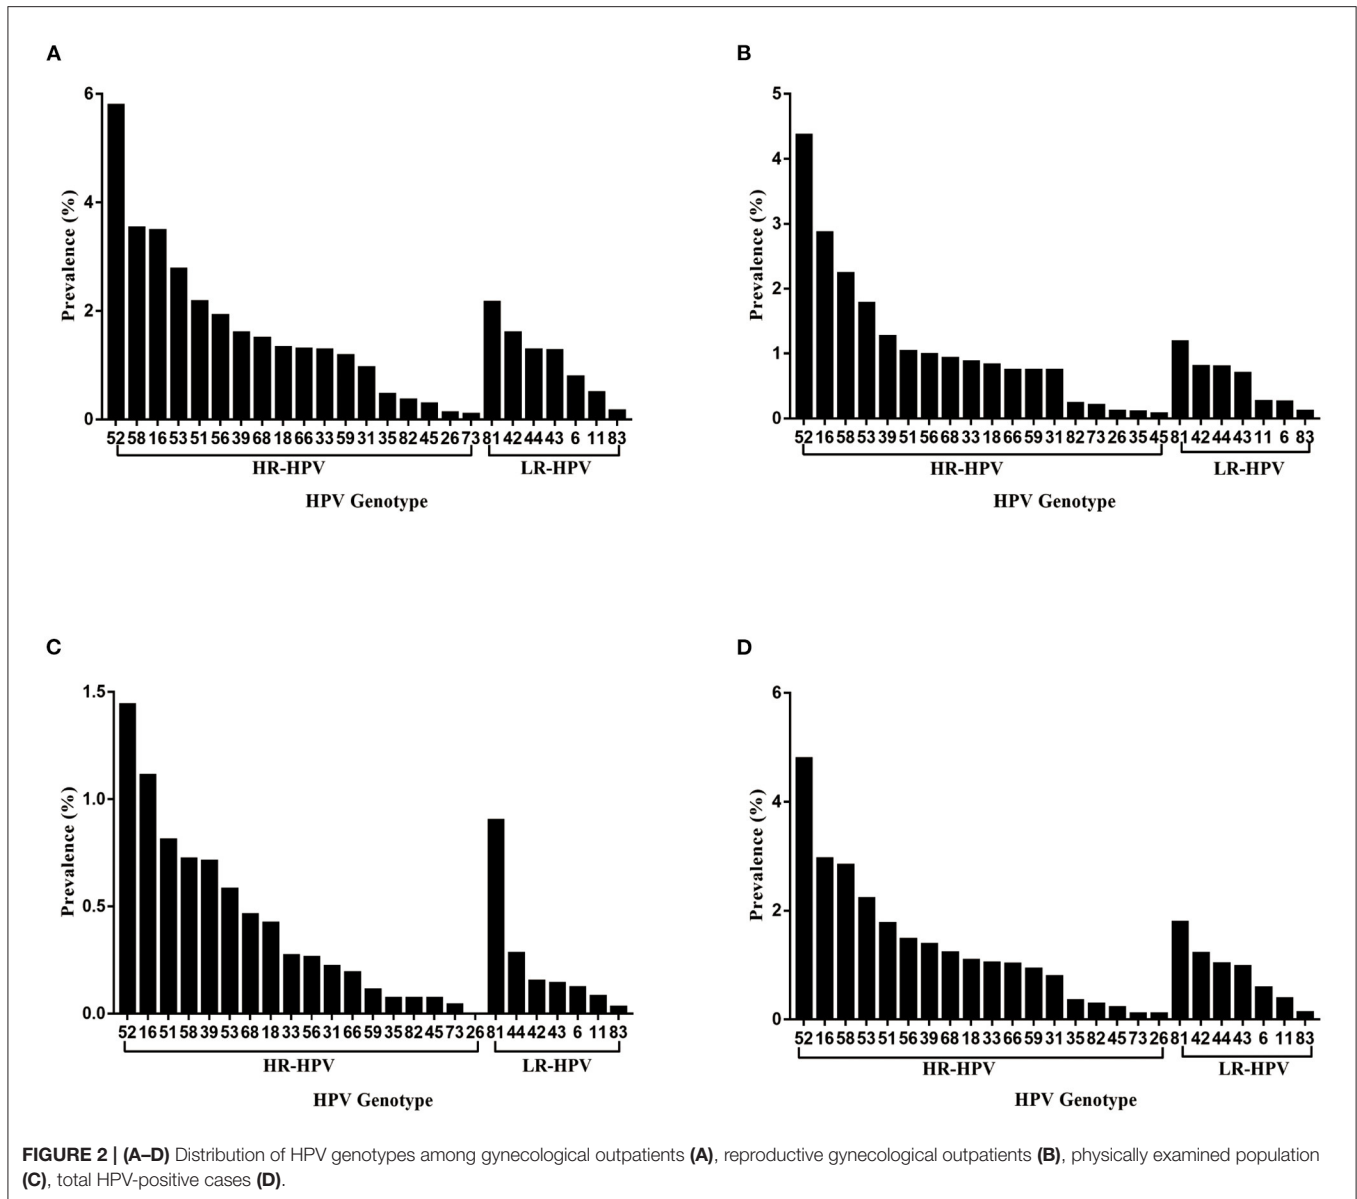 A
Prevalence (%)
6
4
2
0
52 58 16 53 51 56 39 68 18 66 33 59 31 35 82 45 26 73 81 42 44 43 6 11 83
HR-HPV LR-HPV
HPV Genotype
B
Prevalence (%)
5
4
3
2
1
0
52 16 58 53 39 51 56 68 33 18 66 59 31 82 73 26 35 45 81 42 44 43 11 6 83
HR-HPV LR-HPV
HPV Genotype
C
Prevalence (%)
1.5
1.0
0.5
0.0
52 16 51 58 39 53 68 18 33 56 31 66 59 35 82 45 73 26 81 44 42 43 6 11 83
HR-HPV LR-HPV
HPV Genotype
D
Prevalence (%)
6
4
2
0
52 16 58 53 51 56 39 68 18 33 66 59 31 35 82 45 73 26 81 42 44 43 6 11 83
HR-HPV LR-HPV
HPV Genotype
FIGURE 2 | (A–D) Distribution of HPV genotypes among gynecological outpatients (A), reproductive gynecological outpatients (B), physically examined population
(C), total HPV-positive cases (D).